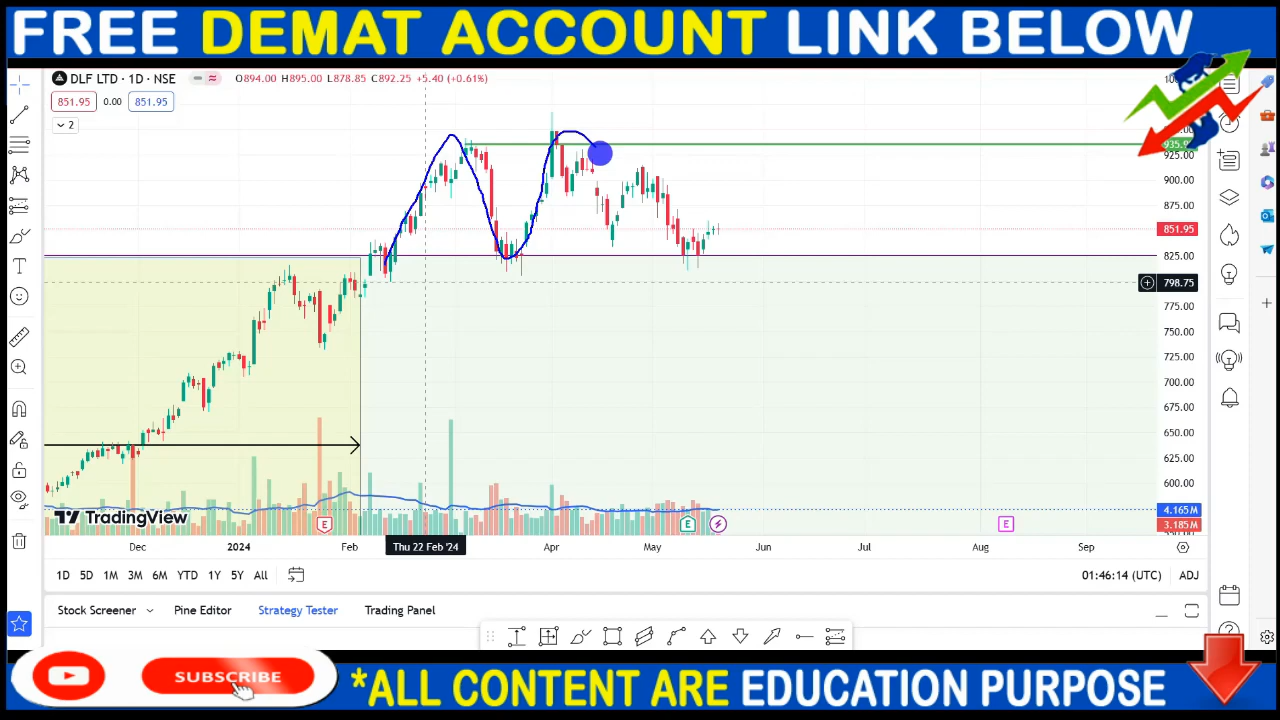 FREE DEMAT ACCOUNT LINK BELOW
DLF LTD · 1D · NSE O894.00 H895.00 L878.85 C892.25 +5.40 (+0.61%)
851.95 0.00 851.95
2
935.9
925.00
900.00
875.00
851.95
825.00
798.75
775.00
750.00
725.00
700.00
675.00
650.00
625.00
600.00
4.165M
3.185M
E E E
TradingView
Dec 2024 Feb Thu 22 Feb '24 Apr May Jun Jul Aug Sep
1D 5D 1M 3M 6M YTD 1Y 5Y All 01:46:14 (UTC) ADJ
Stock Screener Pine Editor Strategy Tester Trading Panel
SUBSCRIBE
*ALL CONTENT ARE EDUCATION PURPOSE